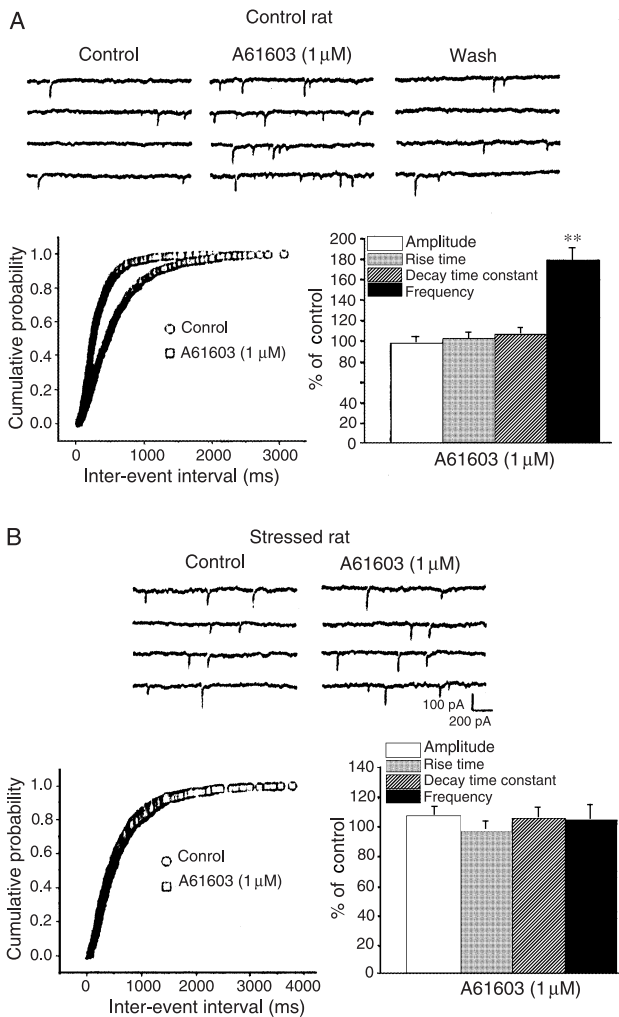 A
Control rat
Control
A61603 (1 μM)
Wash
Cumulative probability
1.0
0.8
0.6
0.4
0.2
0.0
Conrol
A61603 (1 μM)
0
1000
2000
3000
Inter-event interval (ms)
% of control
200
180
160
140
120
100
80
60
40
20
0
Amplitude
Rise time
Decay time constant
Frequency
**
A61603 (1 μM)
B
Stressed rat
Control
A61603 (1 μM)
100 pA
200 pA
Cumulative probability
1.0
0.8
0.6
0.4
0.2
0.0
Conrol
A61603 (1 μM)
0
1000
2000
3000
4000
Inter-event interval (ms)
% of control
140
120
100
80
60
40
20
0
Amplitude
Rise time
Decay time constant
Frequency
A61603 (1 μM)